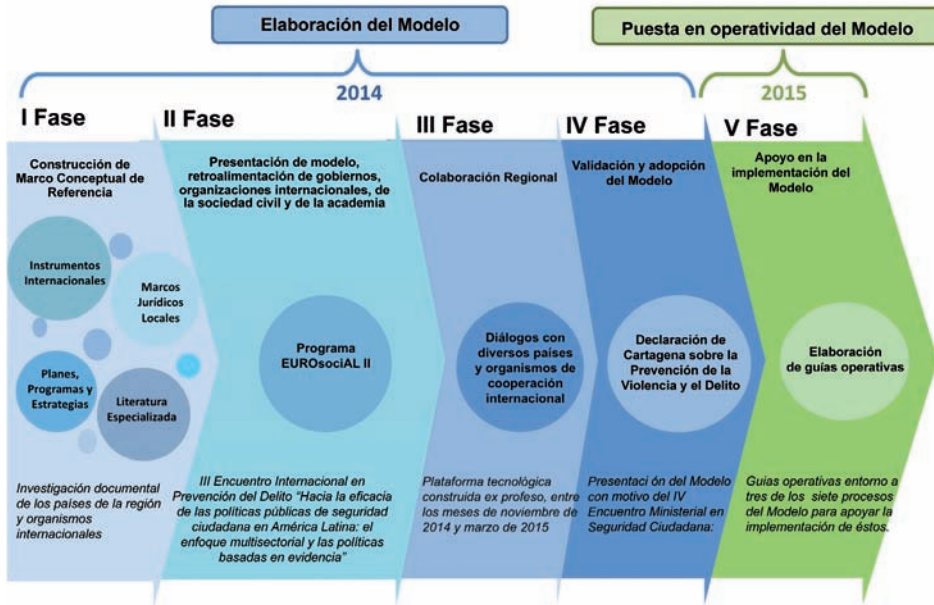 Elaboración del Modelo
Puesta en operatividad del Modelo
2014
2015
I Fase
II Fase
III Fase
IV Fase
V Fase
Construcción de
Marco Conceptual de
Referencia
Instrumentos
Internacionales
Marcos
Jurídicos
Locales
Planes,
Programas y
Estrategias
Literatura
Especializada
Investigación documental
de los países de la región
y organismos
internacionales
Presentación de modelo,
retroalimentación de gobiernos,
organizaciones internacionales, de
la sociedad civil y de la academia
Programa
EUROsociAL II
III Encuentro Internacional en
Prevención del Delito “Hacia la eficacia
de las políticas públicas de seguridad
ciudadana en América Latina: el
enfoque multisectorial y las políticas
basadas en evidencia”
Colaboración Regional
Diálogos con
diversos países
y organismos de
cooperación
internacional
Plataforma tecnológica
construida ex profeso, entre
los meses de noviembre de
2014 y marzo de 2015
Validación y adopción
del Modelo
Declaración de
Cartagena sobre la
Prevención de la
Violencia y el Delito
Presentaci ón del Modelo
con motivo del IV
Encuentro Ministerial en
Seguridad Ciudadana:
Apoyo en la
implementación del
Modelo
Elaboración
de guías operativas
Guías operativas entorno a
tres de los siete procesos
del Modelo para apoyar la
implementación de éstos.